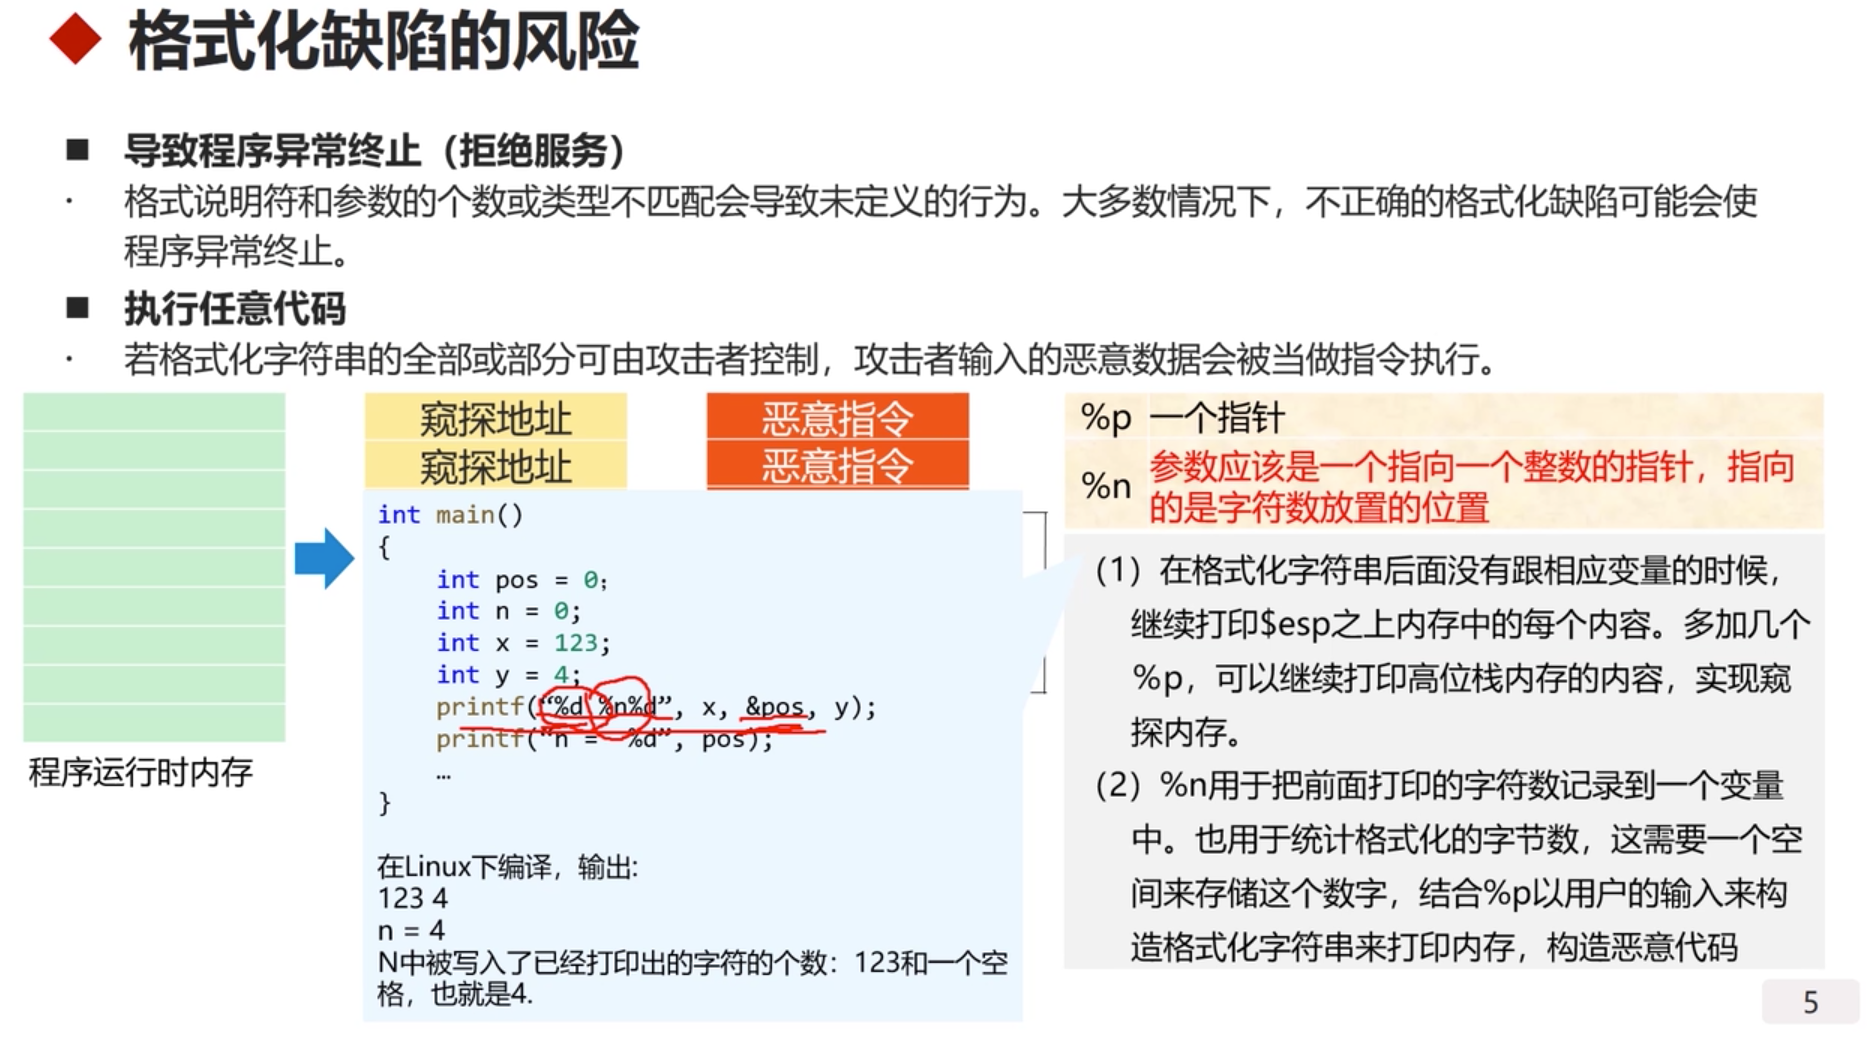 格式化缺陷的风险
■ 导致程序异常终止（拒绝服务）
· 格式说明符和参数的个数或类型不匹配会导致未定义的行为。大多数情况下，不正确的格式化缺陷可能会使
程序异常终止。
■ 执行任意代码
· 若格式化字符串的全部或部分可由攻击者控制，攻击者输入的恶意数据会被当做指令执行。
程序运行时内存
窥探地址
窥探地址
恶意指令
恶意指令
int main()
{
int pos = 0;
int n = 0;
int x = 123;
int y = 4;
printf(“%d %n%d”, x, &pos, y);
printf(“n = %d”, pos);
…
}
在Linux下编译，输出:
123 4
n = 4
N中被写入了已经打印出的字符的个数：123和一个空
格，也就是4.
%p 一个指针
%n 参数应该是一个指向一个整数的指针，指向
的是字符数放置的位置
（1）在格式化字符串后面没有跟相应变量的时候，
继续打印$esp之上内存中的每个内容。多加几个
%p，可以继续打印高位栈内存的内容，实现窥
探内存。
（2）%n用于把前面打印的字符数记录到一个变量
中。也用于统计格式化的字节数，这需要一个空
间来存储这个数字，结合%p以用户的输入来构
造格式化字符串来打印内存，构造恶意代码
5